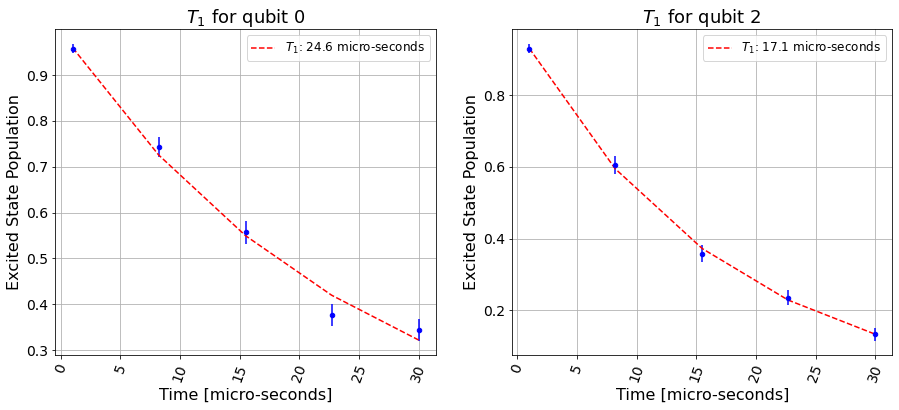 T₁ for qubit 0
T₁: 24.6 micro-seconds
Excited State Population
0.9
0.8
0.7
0.6
0.5
0.4
0.3
0 5 10 15 20 25 30
Time [micro-seconds]
T₁ for qubit 2
T₁: 17.1 micro-seconds
Excited State Population
0.8
0.6
0.4
0.2
0 5 10 15 20 25 30
Time [micro-seconds]